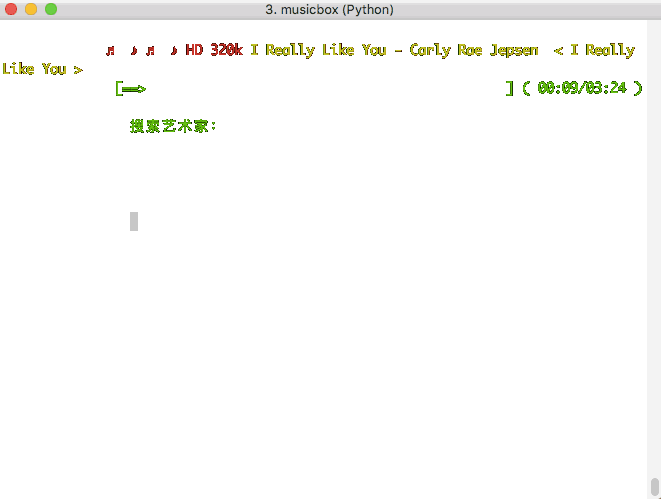 3. musicbox (Python)
♬ ♪ ♬ ♪ HD 320k I Really Like You - Carly Rae Jepsen < I Really
Like You >
[==> ] ( 00:09/03:24 )
搜索艺术家：